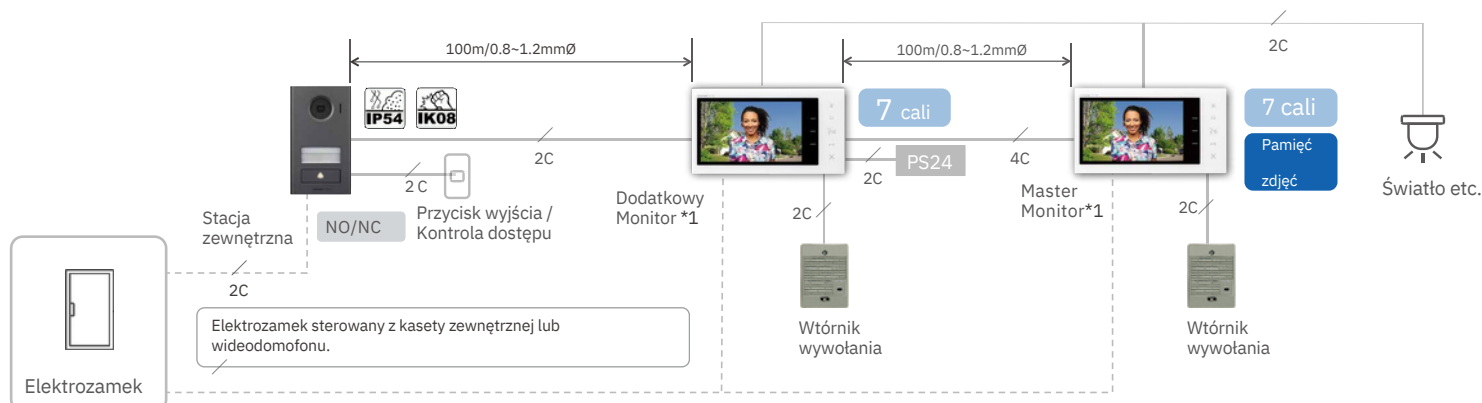 2C
100m/0.8~1.2mmØ
100m/0.8~1.2mmØ
2C
IP54
IK08
7 cali
7 cali
2C
4C
Pamięć
zdjęć
2C
PS24
2 C
Światło etc.
Dodatkowy
Monitor *1
Master
Monitor*1
Stacja
zewnętrzna
NO/NC
Przycisk wyjścia /
Kontrola dostępu
2C
2C
2C
Elektrozamek sterowany z kasety zewnętrznej lub
wideodomofonu.
Wtórnik
wywołania
Wtórnik
wywołania
Elektrozamek